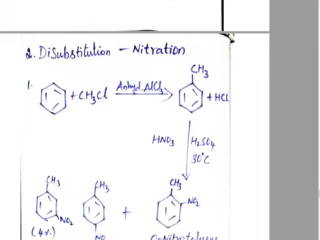 2. Disubstitution - Nitration
CH3
1. + CH3Cl Anhyd. AlCl3 + HCl
HNO3 H2SO4
30°C
CH3 CH3 CH3
NO2 + NO2
(4%) NO
O-Nitrotoluene